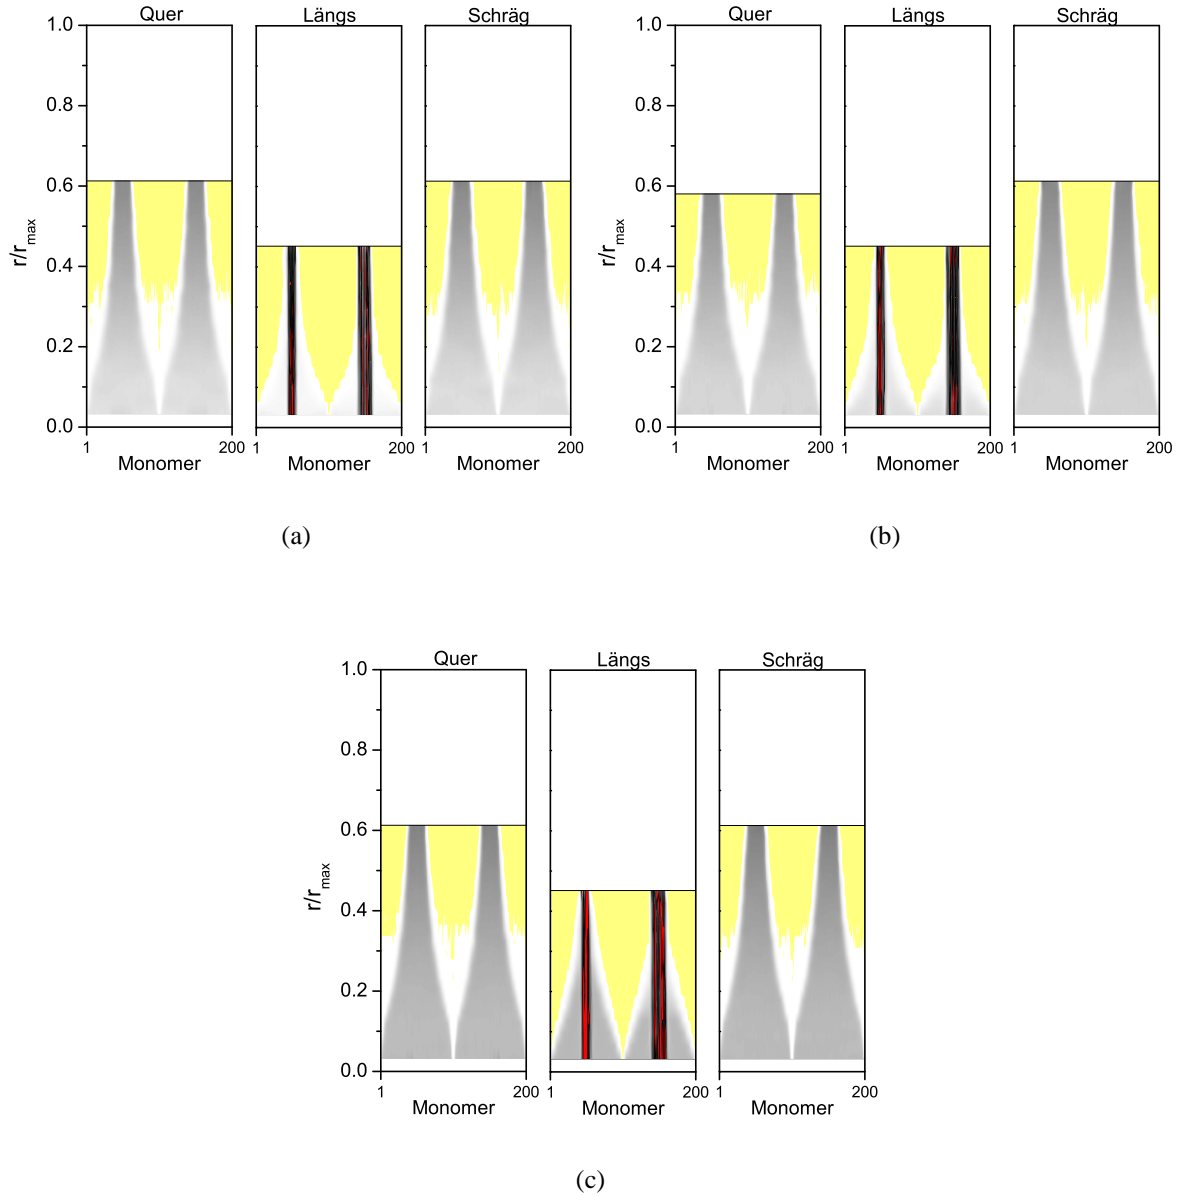 Quer Längs Schräg Quer Längs Schräg
1.0 1.0
0.8 0.8
0.6 0.6
r/rmax r/rmax
0.4 0.4
0.2 0.2
0.0 0.0
1 200 1 200 1 200 1 200 1 200 1 200
Monomer Monomer Monomer Monomer Monomer Monomer
(a) (b)
Quer Längs Schräg
1.0
0.8
0.6
r/rmax
0.4
0.2
0.0
1 200 1 200 1 200
Monomer Monomer Monomer
(c)